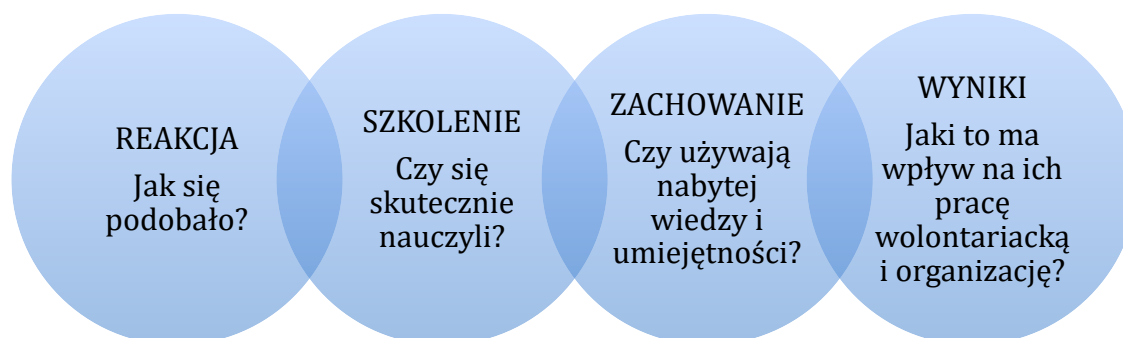 REAKCJA
Jak się
podobało?
SZKOLENIE
Czy się
skutecznie
nauczyli?
ZACHOWANIE
Czy używają
nabytej
wiedzy i
umiejętności?
WYNIKI
Jaki to ma
wpływ na ich
pracę
wolontariacką
i organizację?